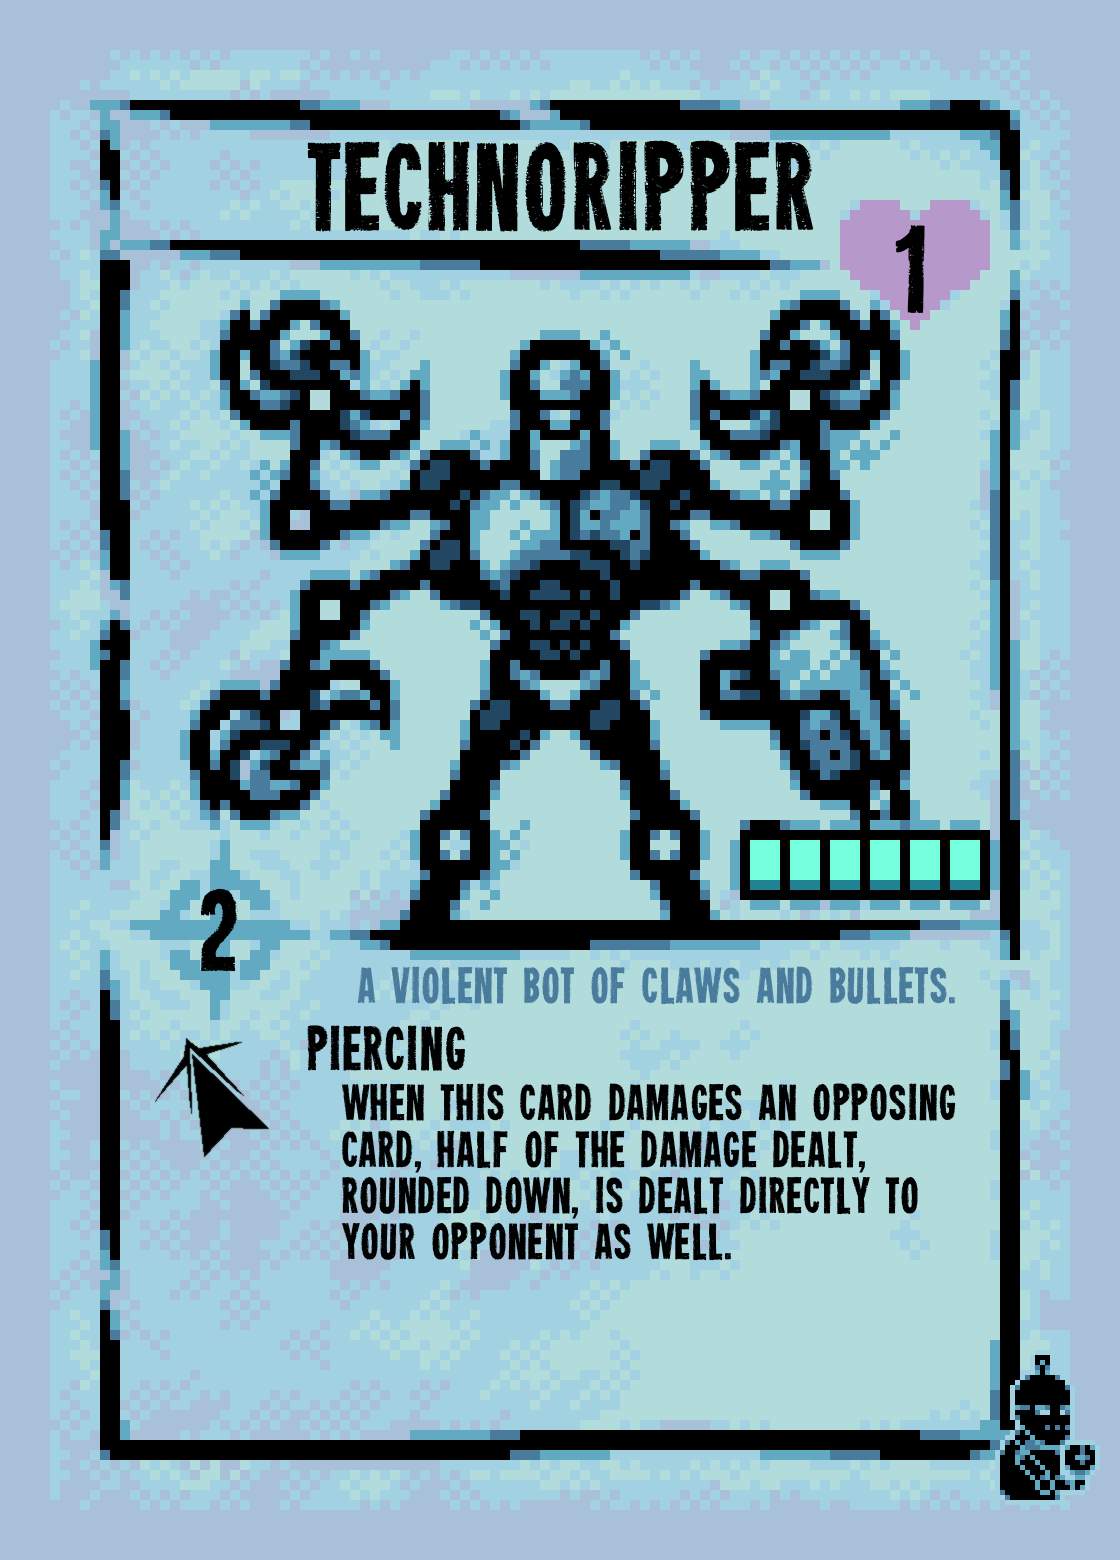 TECHNORIPPER
1
2
A VIOLENT BOT OF CLAWS AND BULLETS.
PIERCING
WHEN THIS CARD DAMAGES AN OPPOSING
CARD, HALF OF THE DAMAGE DEALT,
ROUNDED DOWN, IS DEALT DIRECTLY TO
YOUR OPPONENT AS WELL.